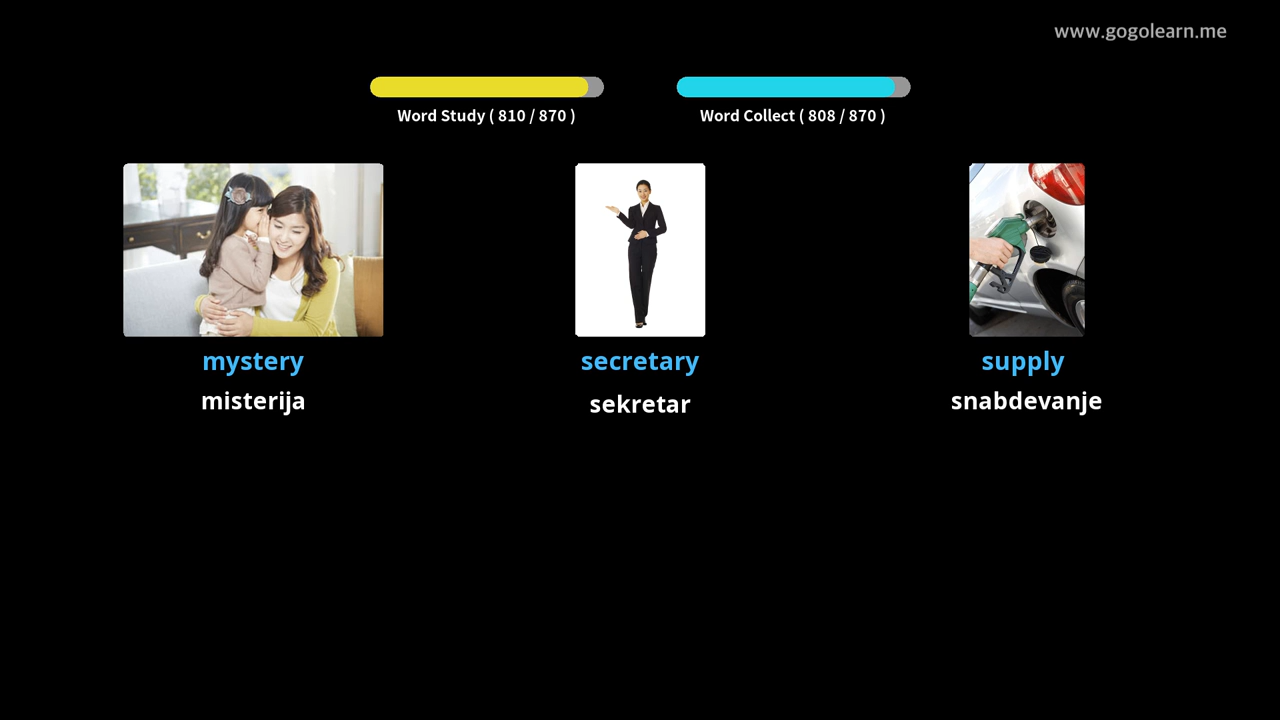 www.gogolearn.me
Word Study ( 810 / 870 )
Word Collect ( 808 / 870 )
mystery
misterija
secretary
sekretar
supply
snabdevanje